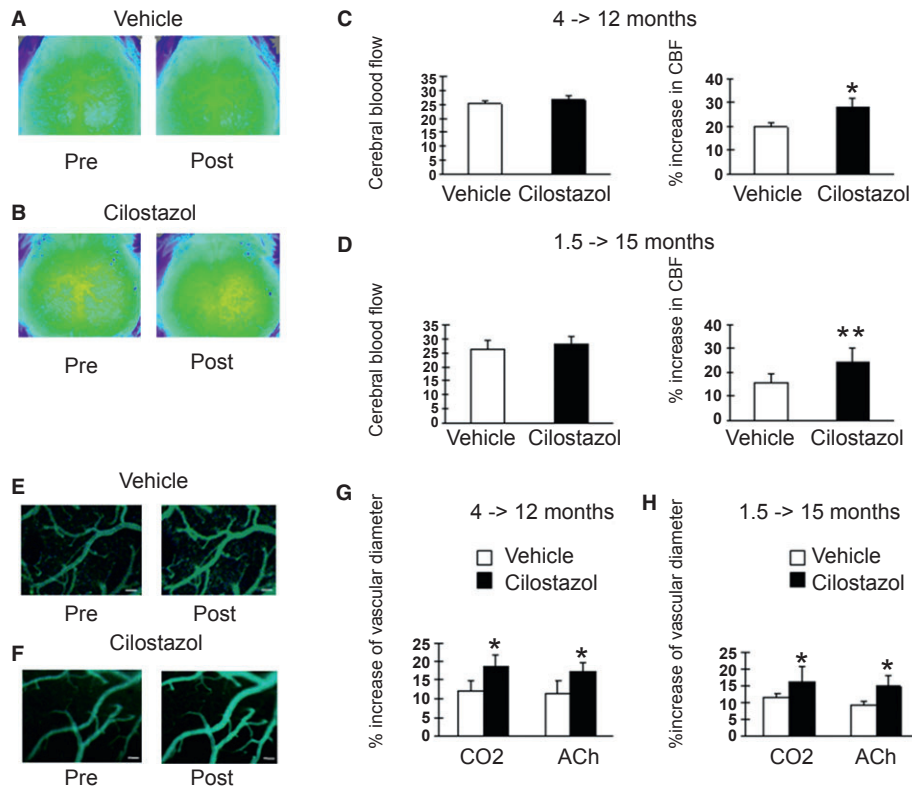 A
Vehicle
Pre
Post
B
Cilostazol
Pre
Post
C
4 -> 12 months
Cerebral blood flow
35
30
25
20
15
10
5
0
Vehicle
Cilostazol
% increase in CBF
40
30
20
10
0
*
Vehicle
Cilostazol
D
1.5 -> 15 months
Cerebral blood flow
35
30
25
20
15
10
5
0
Vehicle
Cilostazol
% increase in CBF
40
30
20
10
0
**
Vehicle
Cilostazol
E
Vehicle
Pre
Post
F
Cilostazol
Pre
Post
G
4 -> 12 months
Vehicle
Cilostazol
% increase of vascular diameter
25
20
15
10
5
0
*
*
CO2
ACh
H
1.5 -> 15 months
Vehicle
Cilostazol
%increase of vascular diameter
25
20
15
10
5
0
*
*
CO2
ACh